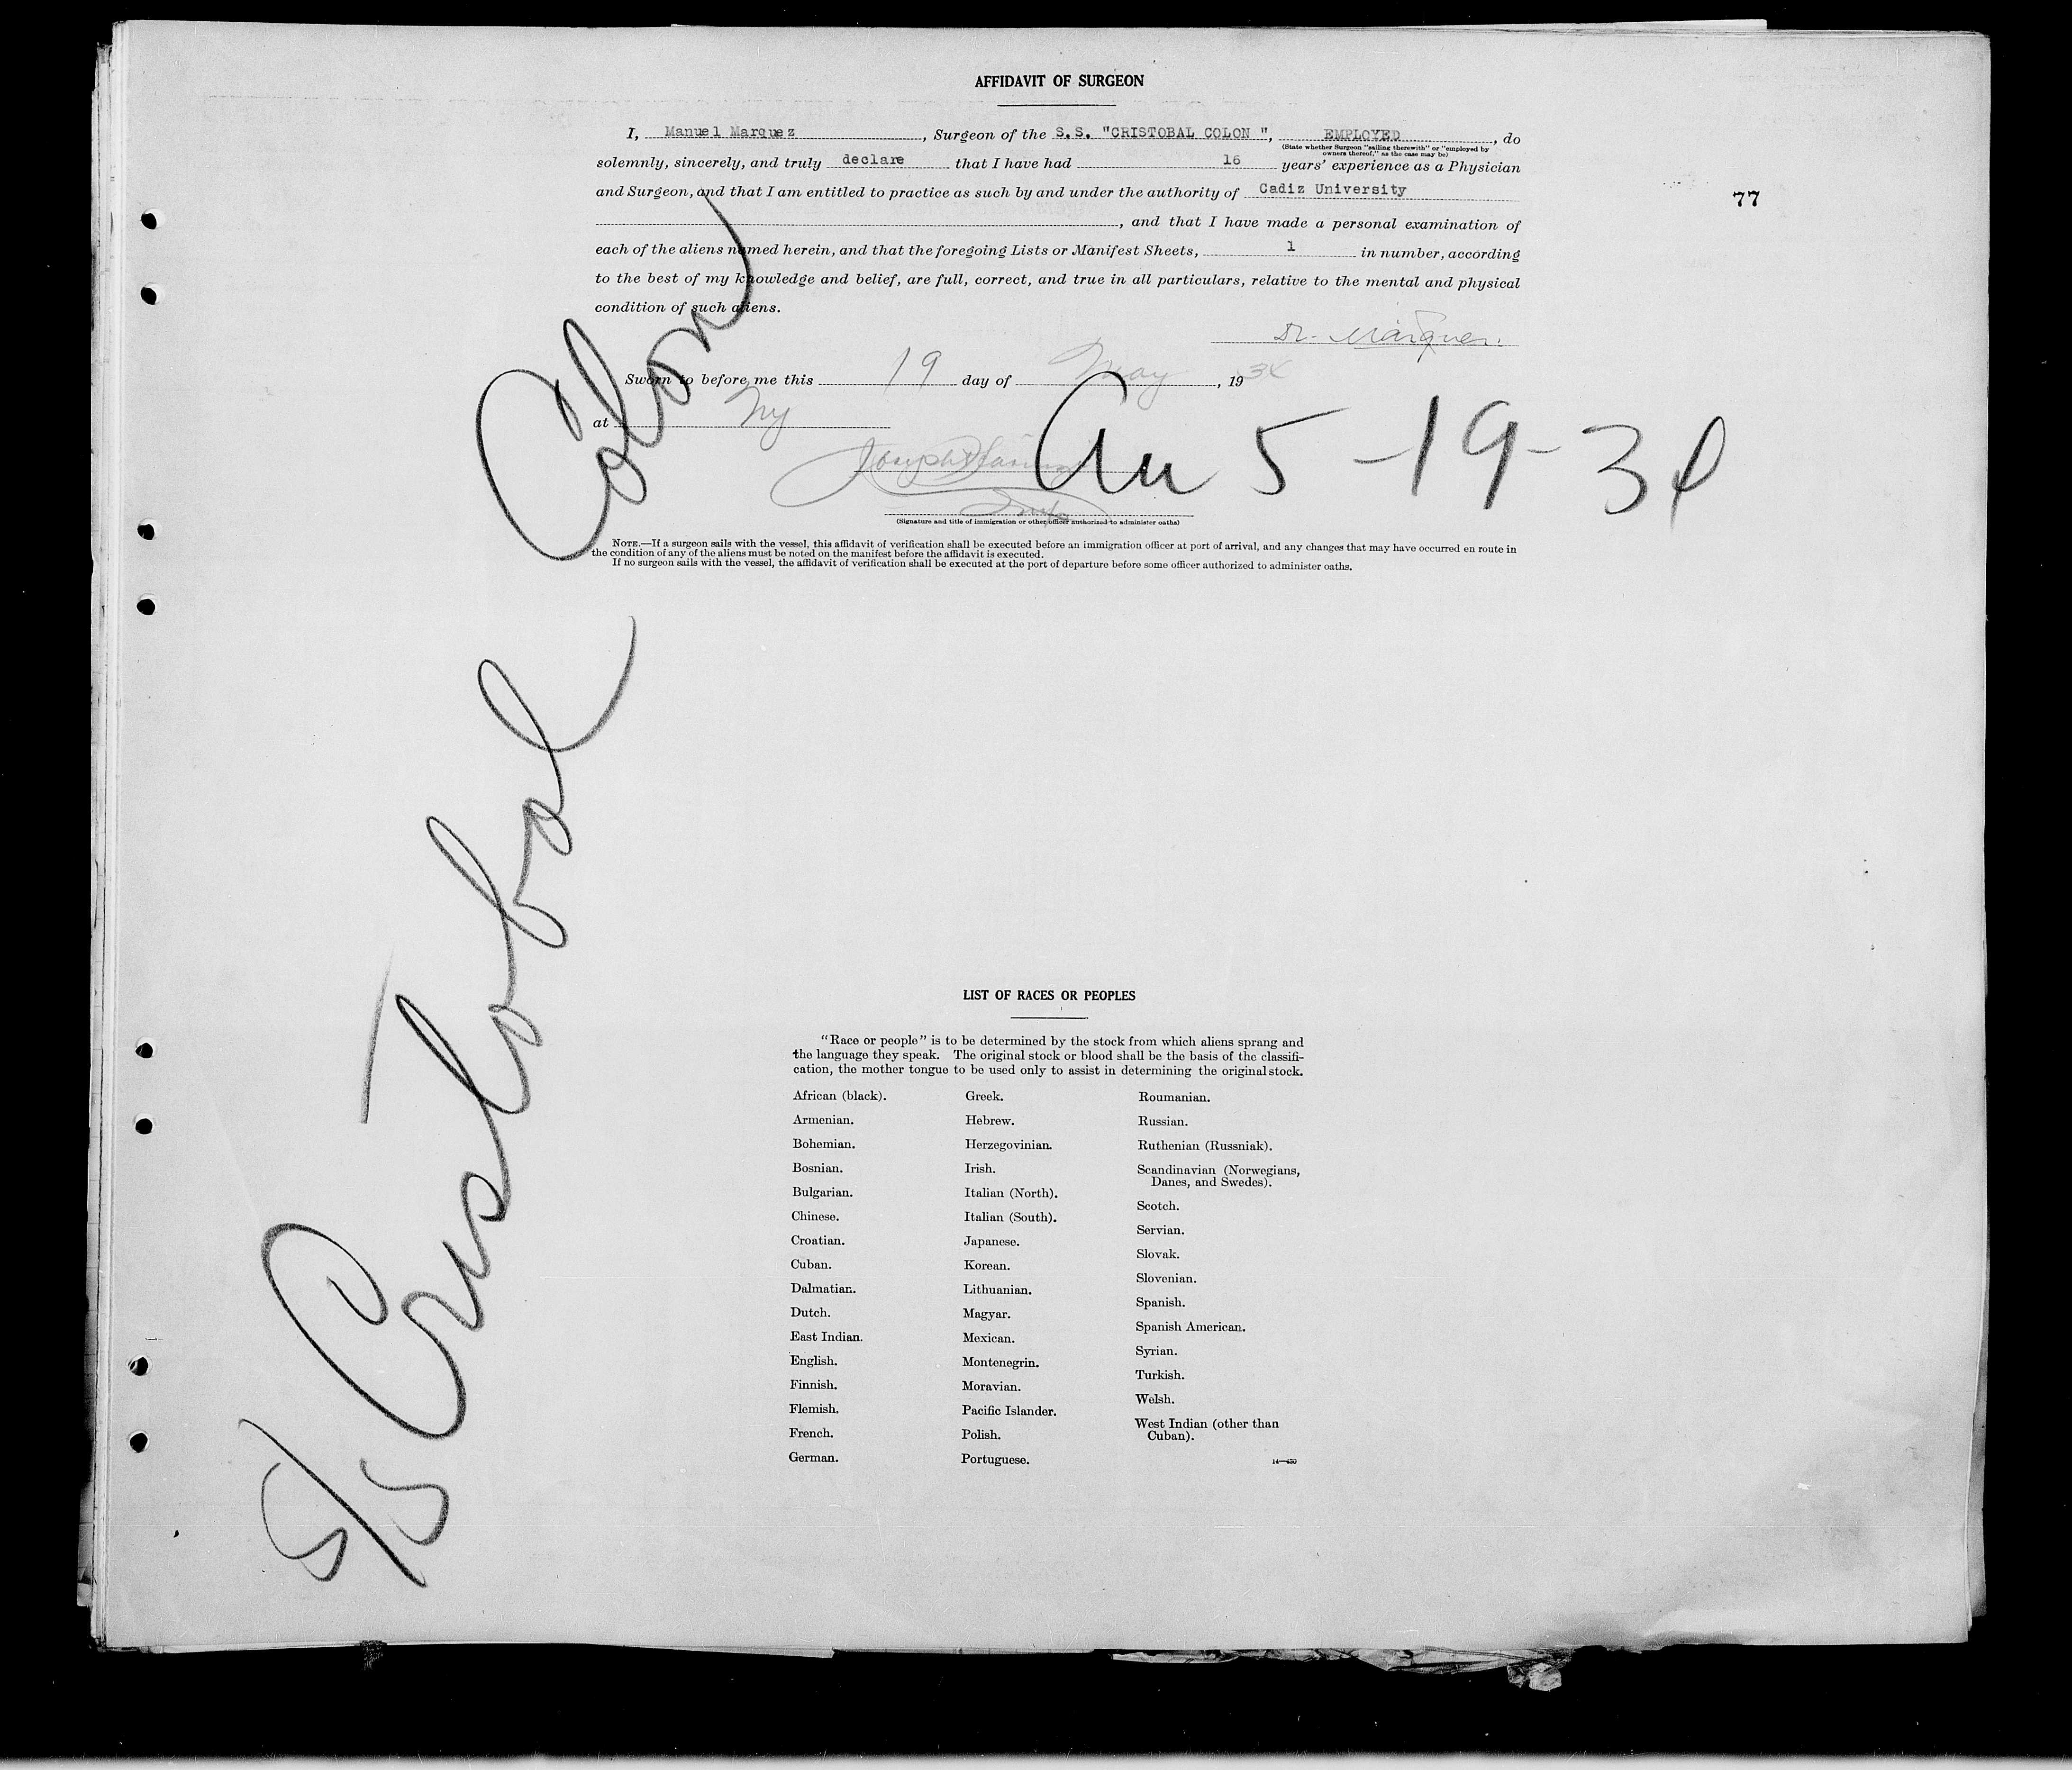 AFFIDAVIT OF SURGEON
I, Manuel Marquez, Surgeon of the S.S. "CRISTOBAL COLON ", EMPLOYED, do
(State whether Surgeon "sailing therewith" or "employed by
owners thereof," as the case may be)
solemnly, sincerely, and truly declare that I have had 16 years' experience as a Physician
and Surgeon, and that I am entitled to practice as such by and under the authority of Cadiz University
77
, and that I have made a personal examination of
each of the aliens named herein, and that the foregoing Lists or Manifest Sheets, 1 in number, according
to the best of my knowledge and belief, are full, correct, and true in all particulars, relative to the mental and physical
condition of such aliens.
Dr. Marquez.
Sworn to before me this 19 day of May, 1934
at NY
Joseph
Arr 5-19-34
(Signature and title of immigration or other officer authorized to administer oaths)
NOTE.—If a surgeon sails with the vessel, this affidavit of verification shall be executed before an immigration officer at port of arrival, and any changes that may have occurred en route in
the condition of any of the aliens must be noted on the manifest before the affidavit is executed.
If no surgeon sails with the vessel, the affidavit of verification shall be executed at the port of departure before some officer authorized to administer oaths.
S/S Cristobal Colon
LIST OF RACES OR PEOPLES
"Race or people" is to be determined by the stock from which aliens sprang and
the language they speak. The original stock or blood shall be the basis of the classifi-
cation, the mother tongue to be used only to assist in determining the original stock.
African (black).
Armenian.
Bohemian.
Bosnian.
Bulgarian.
Chinese.
Croatian.
Cuban.
Dalmatian.
Dutch.
East Indian.
English.
Finnish.
Flemish.
French.
German.
Greek.
Hebrew.
Herzegovinian.
Irish.
Italian (North).
Italian (South).
Japanese.
Korean.
Lithuanian.
Magyar.
Mexican.
Montenegrin.
Moravian.
Pacific Islander.
Polish.
Portuguese.
Roumanian.
Russian.
Ruthenian (Russniak).
Scandinavian (Norwegians,
Danes, and Swedes).
Scotch.
Servian.
Slovak.
Slovenian.
Spanish.
Spanish American.
Syrian.
Turkish.
Welsh.
West Indian (other than
Cuban).
14—430